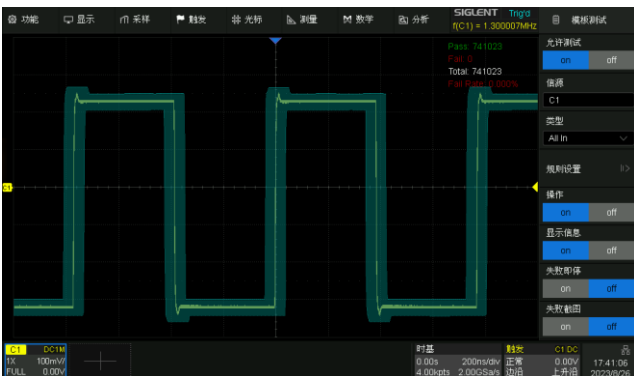 功能 显示 采样 触发 光标 测量 数学 分析 SIGLENT Trig'd 模板测试
f(C1) = 1.300007MHz
Pass: 741023
Fail: 0
Total: 741023
Fail Rate: 0.000%
允许测试
on off
信源
C1
类型
All In
规则设置
操作
on off
显示信息
on off
失败即停
on off
失败截图
on off
C1
C1 DC1M
1X 100mV/
FULL 0.00V
时基
0.00s 200ns/div
4.00kpts 2.00GSa/s
触发 C1 DC
正常 0.00V
边沿 上升沿
17:41:06
2023/8/26